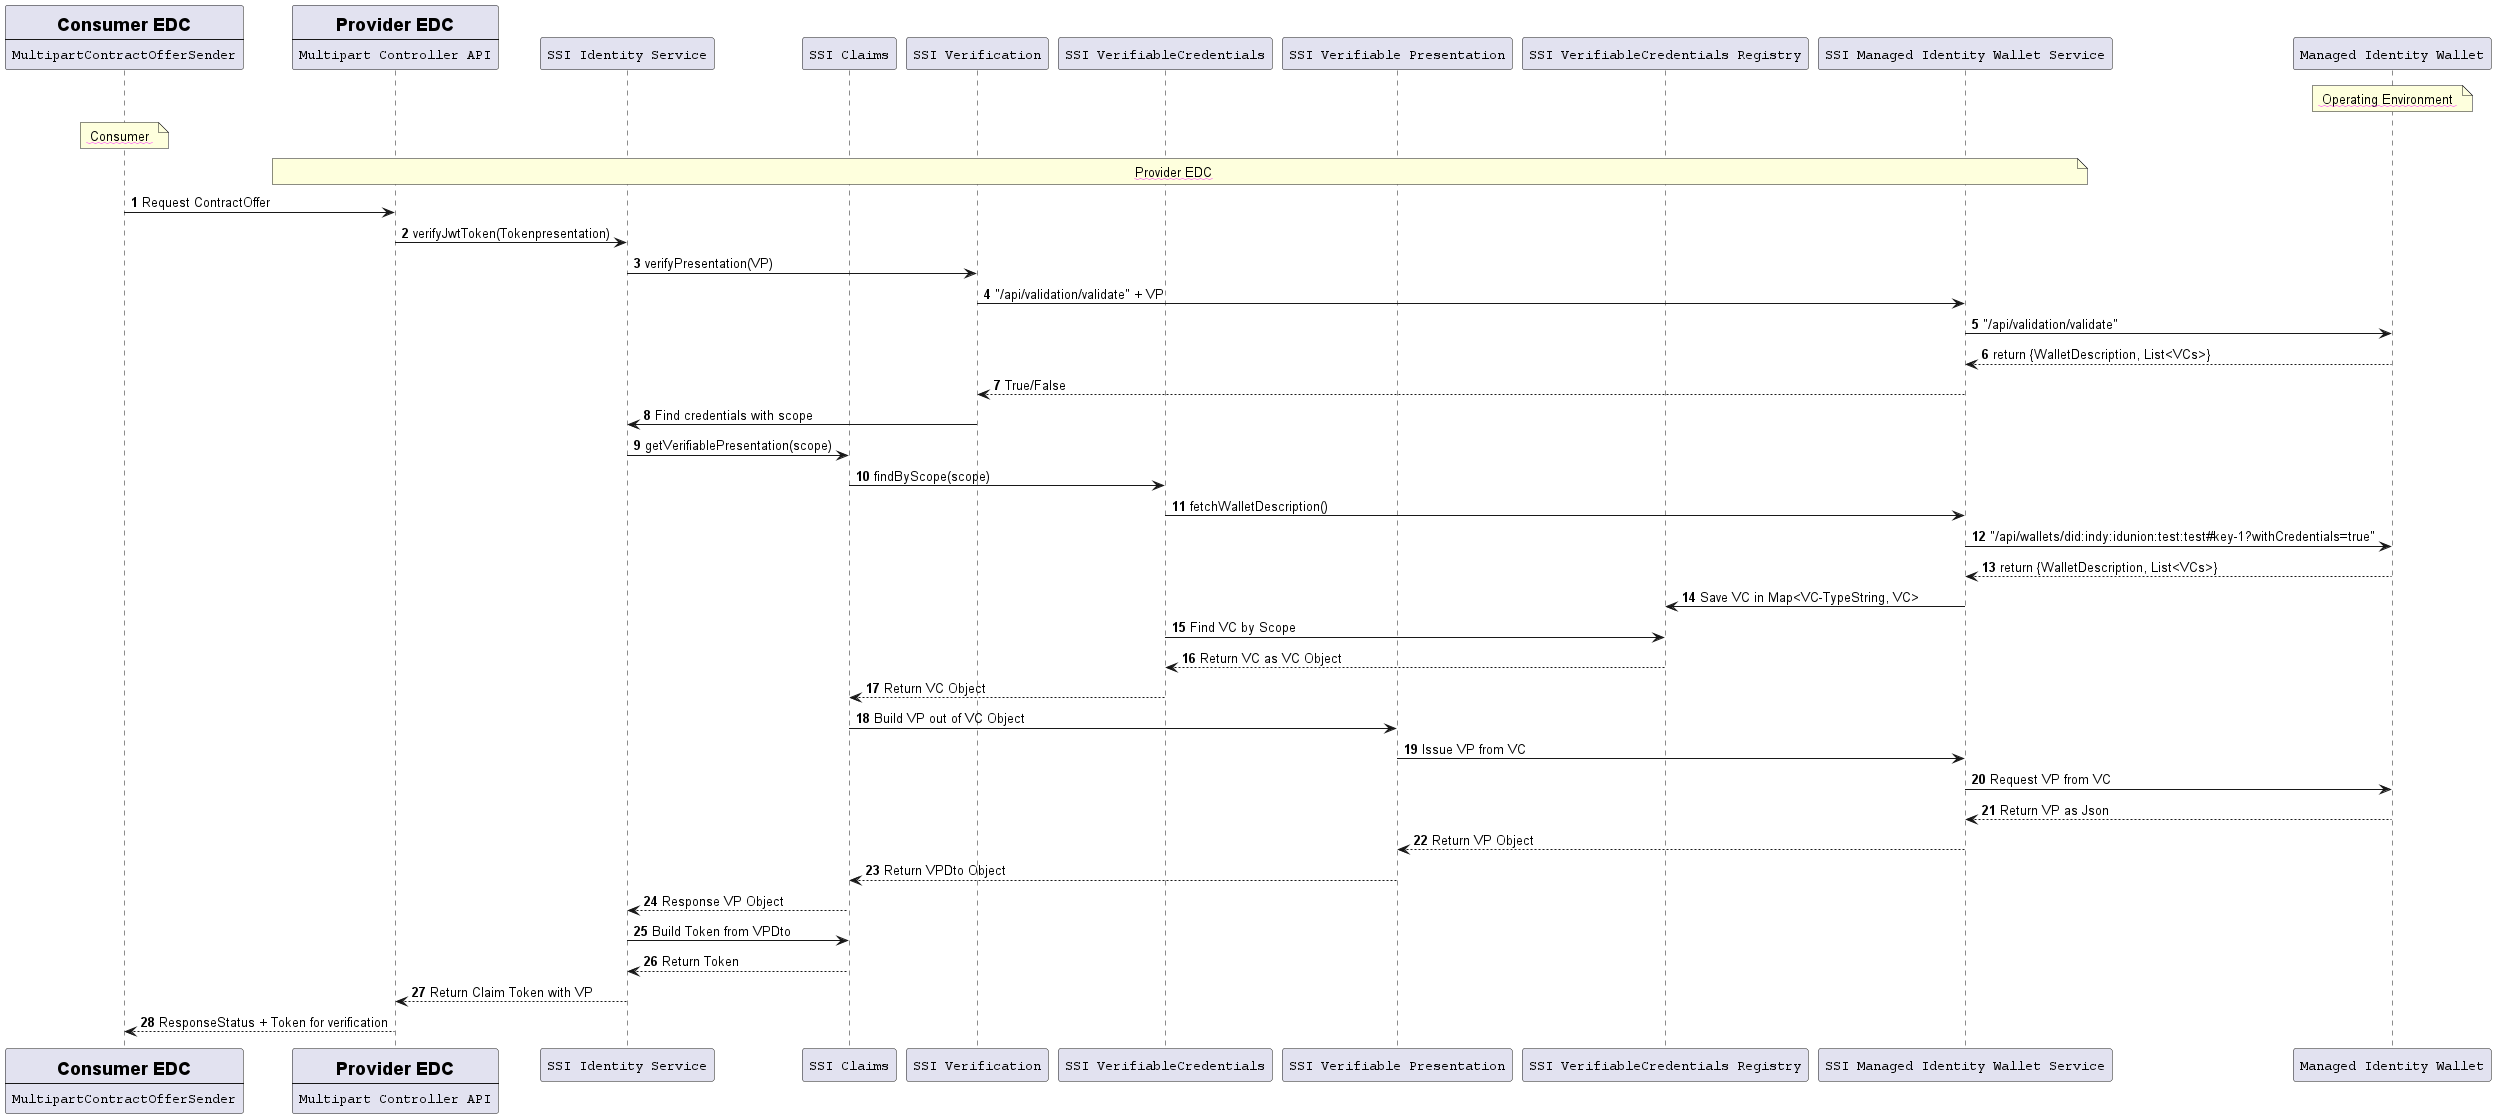 Consumer EDC
MultipartContractOfferSender
Provider EDC
Multipart Controller API
SSI Identity Service
SSI Claims
SSI Verification
SSI VerifiableCredentials
SSI Verifiable Presentation
SSI VerifiableCredentials Registry
SSI Managed Identity Wallet Service
Managed Identity Wallet
Operating Environment
Consumer
Provider EDC
1 Request ContractOffer
2 verifyJwtToken(Tokenpresentation)
3 verifyPresentation(VP)
4 "/api/validation/validate" + VP
5 "/api/validation/validate"
6 return {WalletDescription, List<VCs>}
7 True/False
8 Find credentials with scope
9 getVerifiablePresentation(scope)
10 findByScope(scope)
11 fetchWalletDescription()
12 "/api/wallets/did:indy:idunion:test:test#key-1?withCredentials=true"
13 return {WalletDescription, List<VCs>}
14 Save VC in Map<VC-TypeString, VC>
15 Find VC by Scope
16 Return VC as VC Object
17 Return VC Object
18 Build VP out of VC Object
19 Issue VP from VC
20 Request VP from VC
21 Return VP as Json
22 Return VP Object
23 Return VPDto Object
24 Response VP Object
25 Build Token from VPDto
26 Return Token
27 Return Claim Token with VP
28 ResponseStatus + Token for verification
Consumer EDC
MultipartContractOfferSender
Provider EDC
Multipart Controller API
SSI Identity Service
SSI Claims
SSI Verification
SSI VerifiableCredentials
SSI Verifiable Presentation
SSI VerifiableCredentials Registry
SSI Managed Identity Wallet Service
Managed Identity Wallet